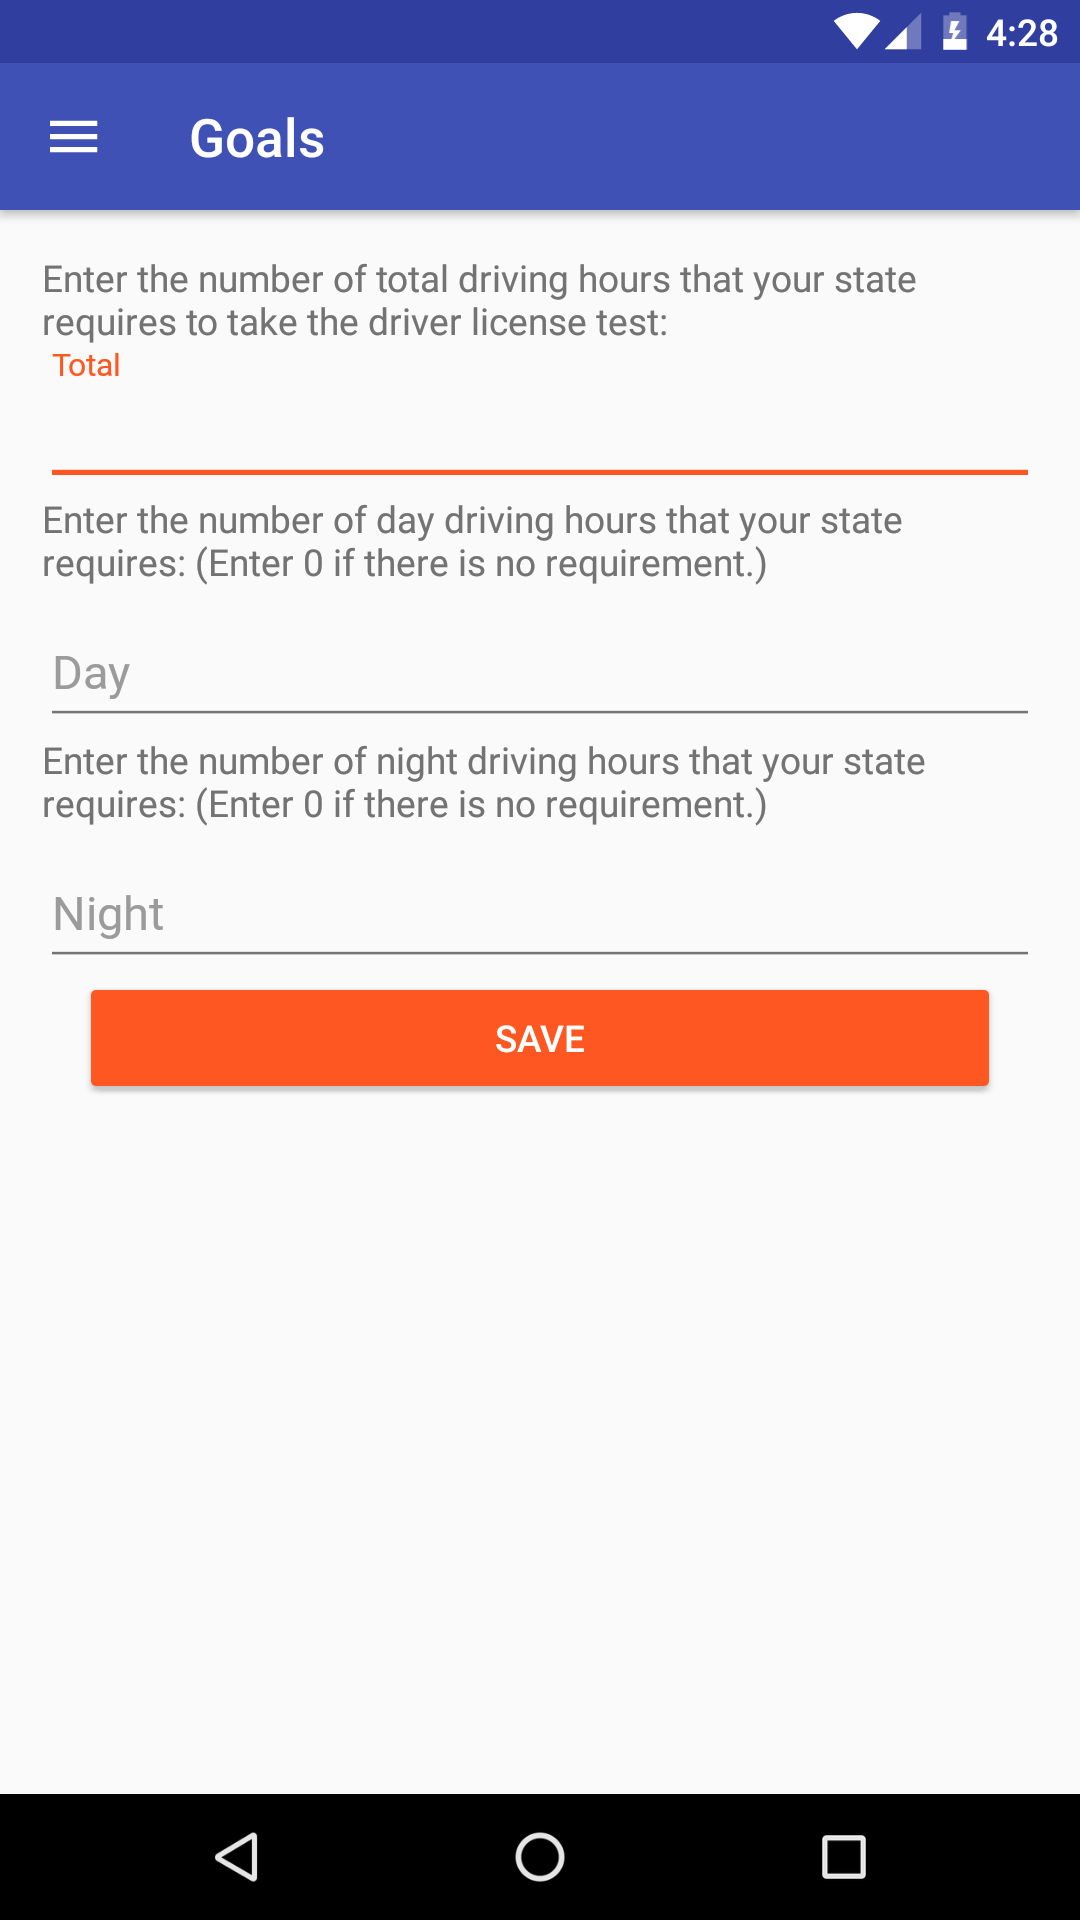 4:28
Goals
Enter the number of total driving hours that your state
requires to take the driver license test:
Total
Enter the number of day driving hours that your state
requires: (Enter 0 if there is no requirement.)
Day
Enter the number of night driving hours that your state
requires: (Enter 0 if there is no requirement.)
Night
SAVE